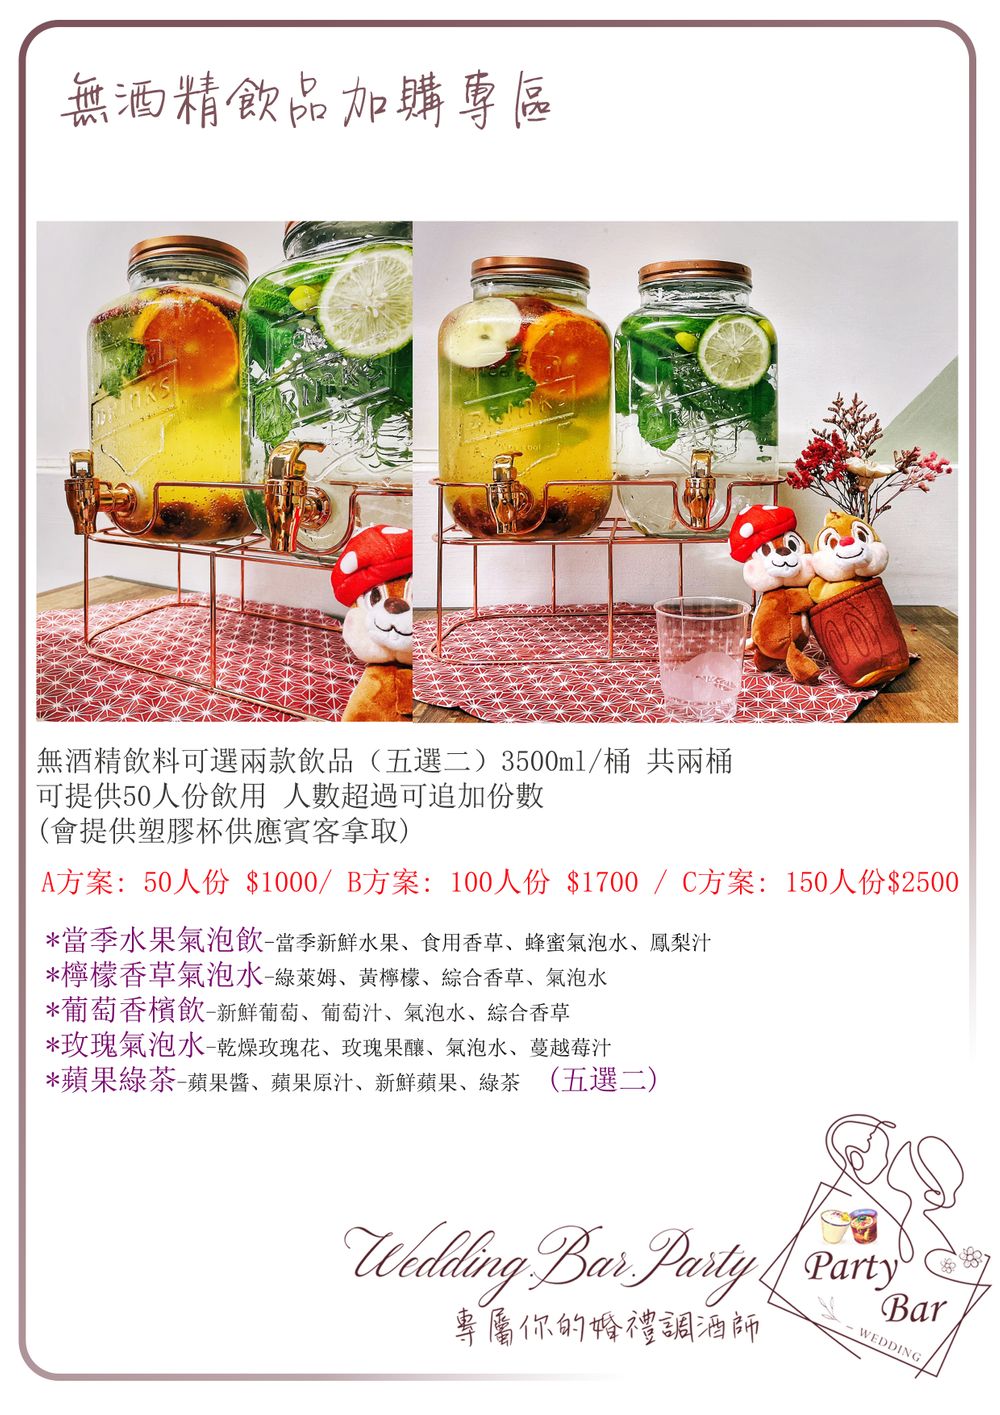 無酒精飲品加購專區
DRINKS
DRINKS
無酒精飲料可選兩款飲品（五選二）3500ml/桶 共兩桶
可提供50人份飲用 人數超過可追加份數
(會提供塑膠杯供應賓客拿取)
A方案: 50人份 $1000/ B方案: 100人份 $1700 / C方案: 150人份$2500
*當季水果氣泡飲-當季新鮮水果、食用香草、蜂蜜氣泡水、鳳梨汁
*檸檬香草氣泡水-綠萊姆、黃檸檬、綜合香草、氣泡水
*葡萄香檳飲-新鮮葡萄、葡萄汁、氣泡水、綜合香草
*玫瑰氣泡水-乾燥玫瑰花、玫瑰果釀、氣泡水、蔓越莓汁
*蘋果綠茶-蘋果醬、蘋果原汁、新鮮蘋果、綠茶 (五選二)
Wedding.Bar.Party
專屬你的婚禮調酒師
Party
Bar
– WEDDING